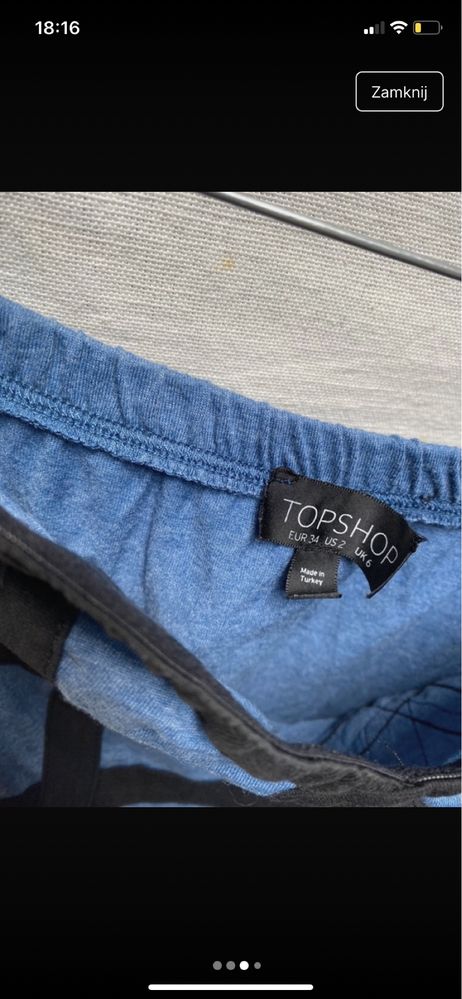 18:16
Zamknij
TOPSHOP
EUR 34 US 2 UK 6
Made in
Turkey